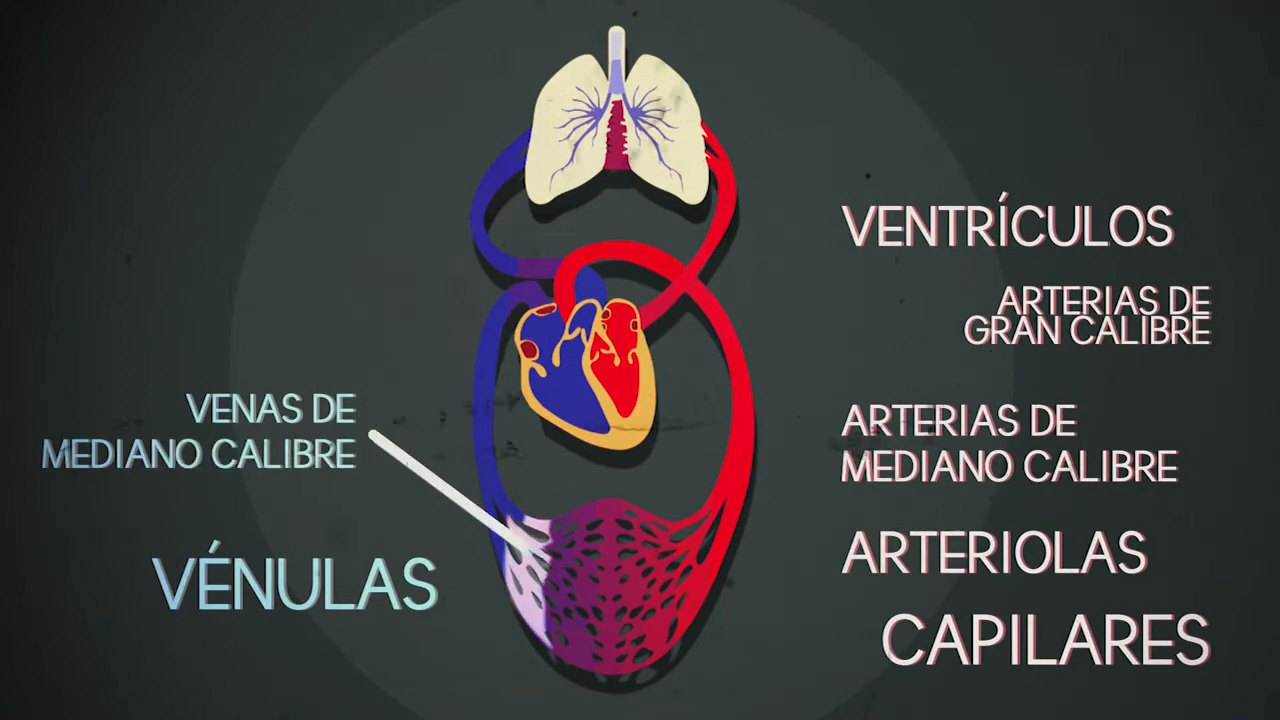 VENTRÍCULOS
ARTERIAS DE
GRAN CALIBRE
ARTERIAS DE
MEDIANO CALIBRE
ARTERIOLAS
CAPILARES
VENAS DE
MEDIANO CALIBRE
VÉNULAS